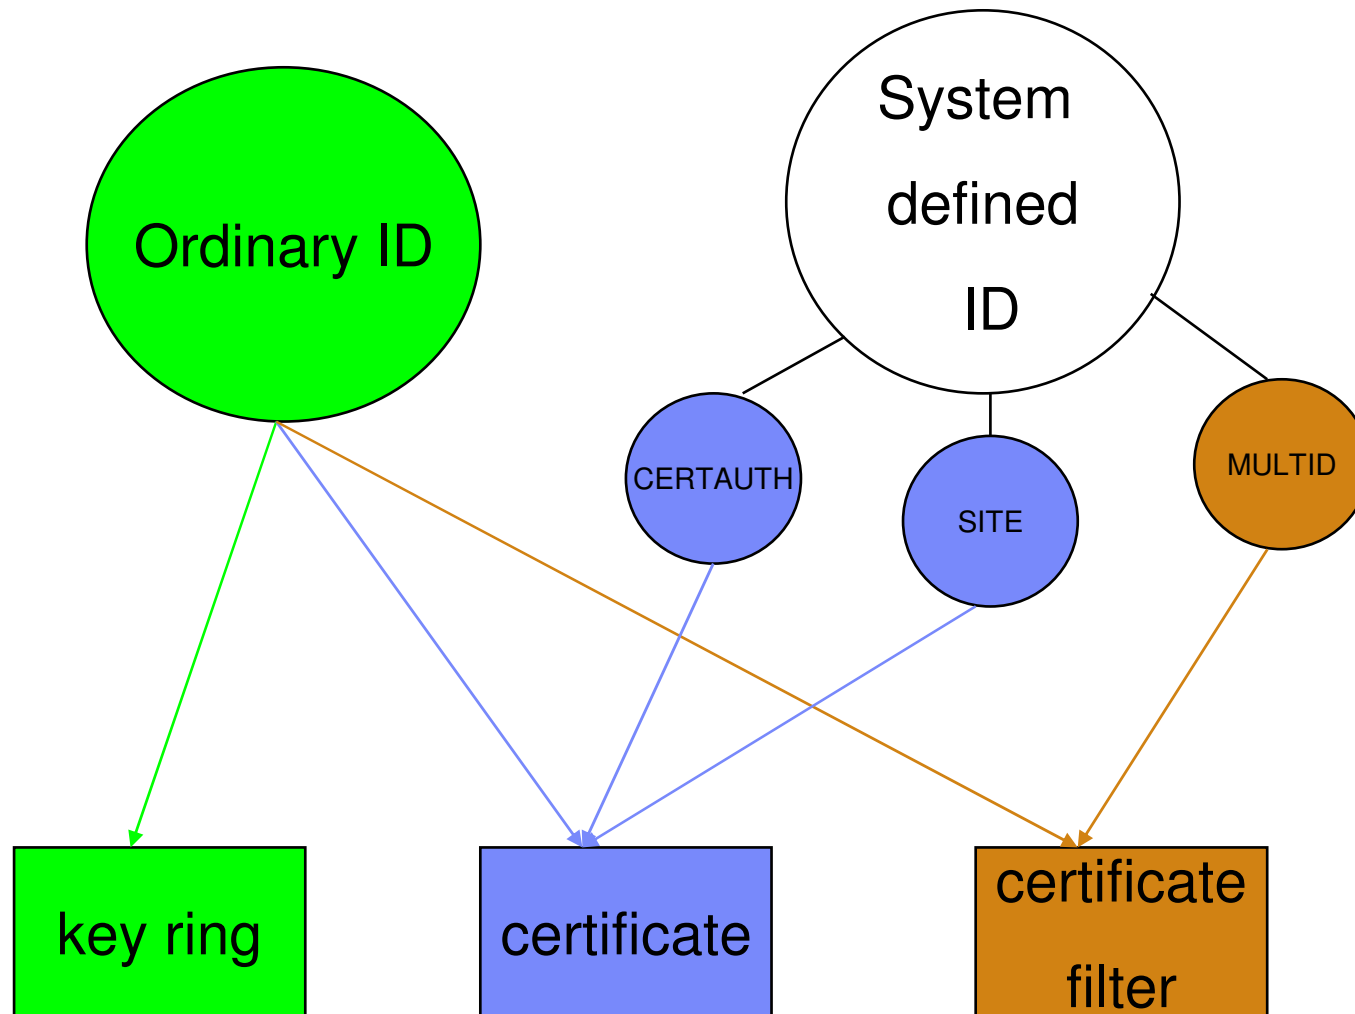 Ordinary ID
System
defined
ID
CERTAUTH
SITE
MULTID
key ring
certificate
certificate
filter